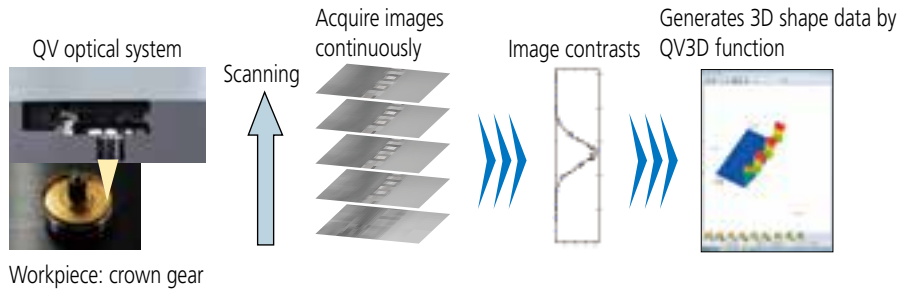 QV optical system
Scanning
Acquire images
continuously
Image contrasts
Generates 3D shape data by
QV3D function
Workpiece: crown gear